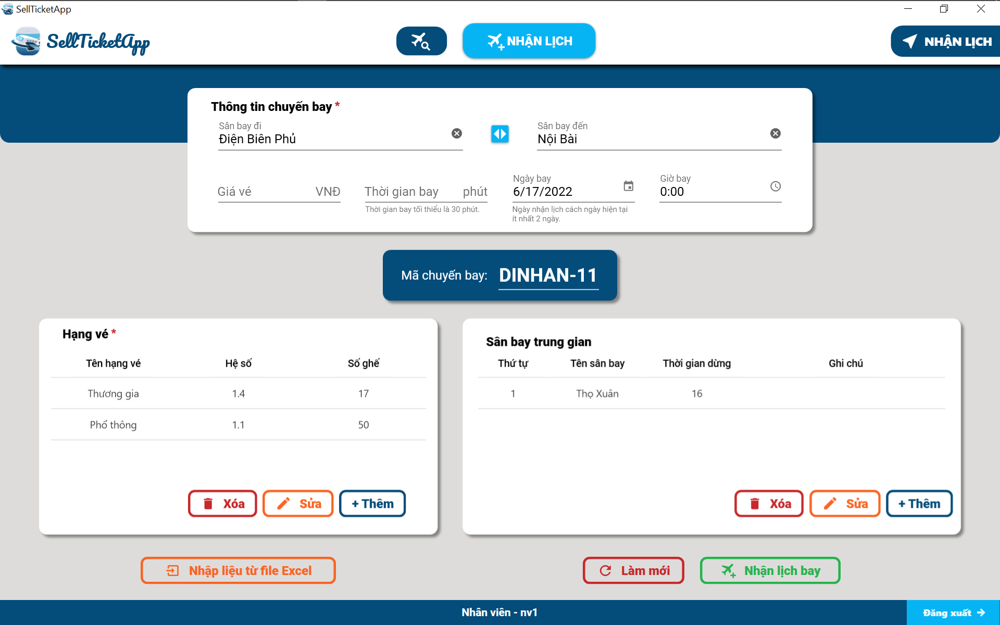 SellTicketApp
SellTicketApp
NHẬN LỊCH
NHẬN LỊCH
Thông tin chuyến bay *
Sân bay đi
Điện Biên Phủ
Sân bay đến
Nội Bài
Giá vé VNĐ
Thời gian bay phút
Thời gian bay tối thiểu là 30 phút.
Ngày bay
6/17/2022
Ngày nhận lịch cách ngày hiện tại
ít nhất 2 ngày.
Giờ bay
0:00
Mã chuyến bay: DINHAN-11
Hạng vé *
Tên hạng vé Hệ số Số ghế
Thương gia 1.4 17
Phổ thông 1.1 50
Xóa Sửa + Thêm
Sân bay trung gian
Thứ tự Tên sân bay Thời gian dừng Ghi chú
1 Thọ Xuân 16
Xóa Sửa + Thêm
Nhập liệu từ file Excel
Làm mới
Nhận lịch bay
Nhân viên - nv1
Đăng xuất